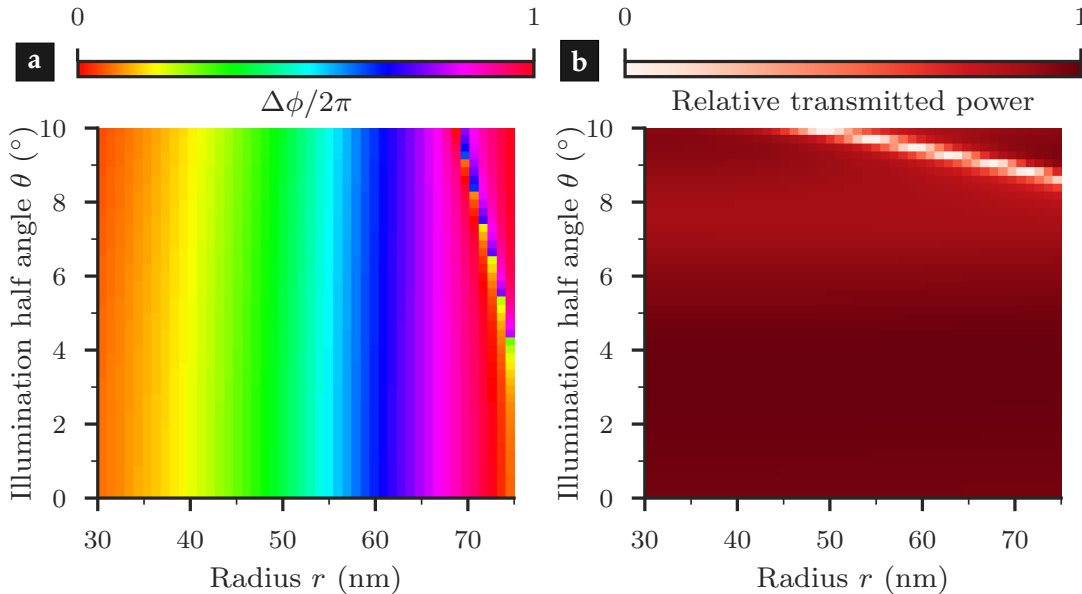 0 1
a
Δϕ/2π
10
8
6
4
2
0
Illumination half angle θ (°)
30 40 50 60 70
Radius r (nm)
0 1
b
Relative transmitted power
10
8
6
4
2
0
Illumination half angle θ (°)
30 40 50 60 70
Radius r (nm)